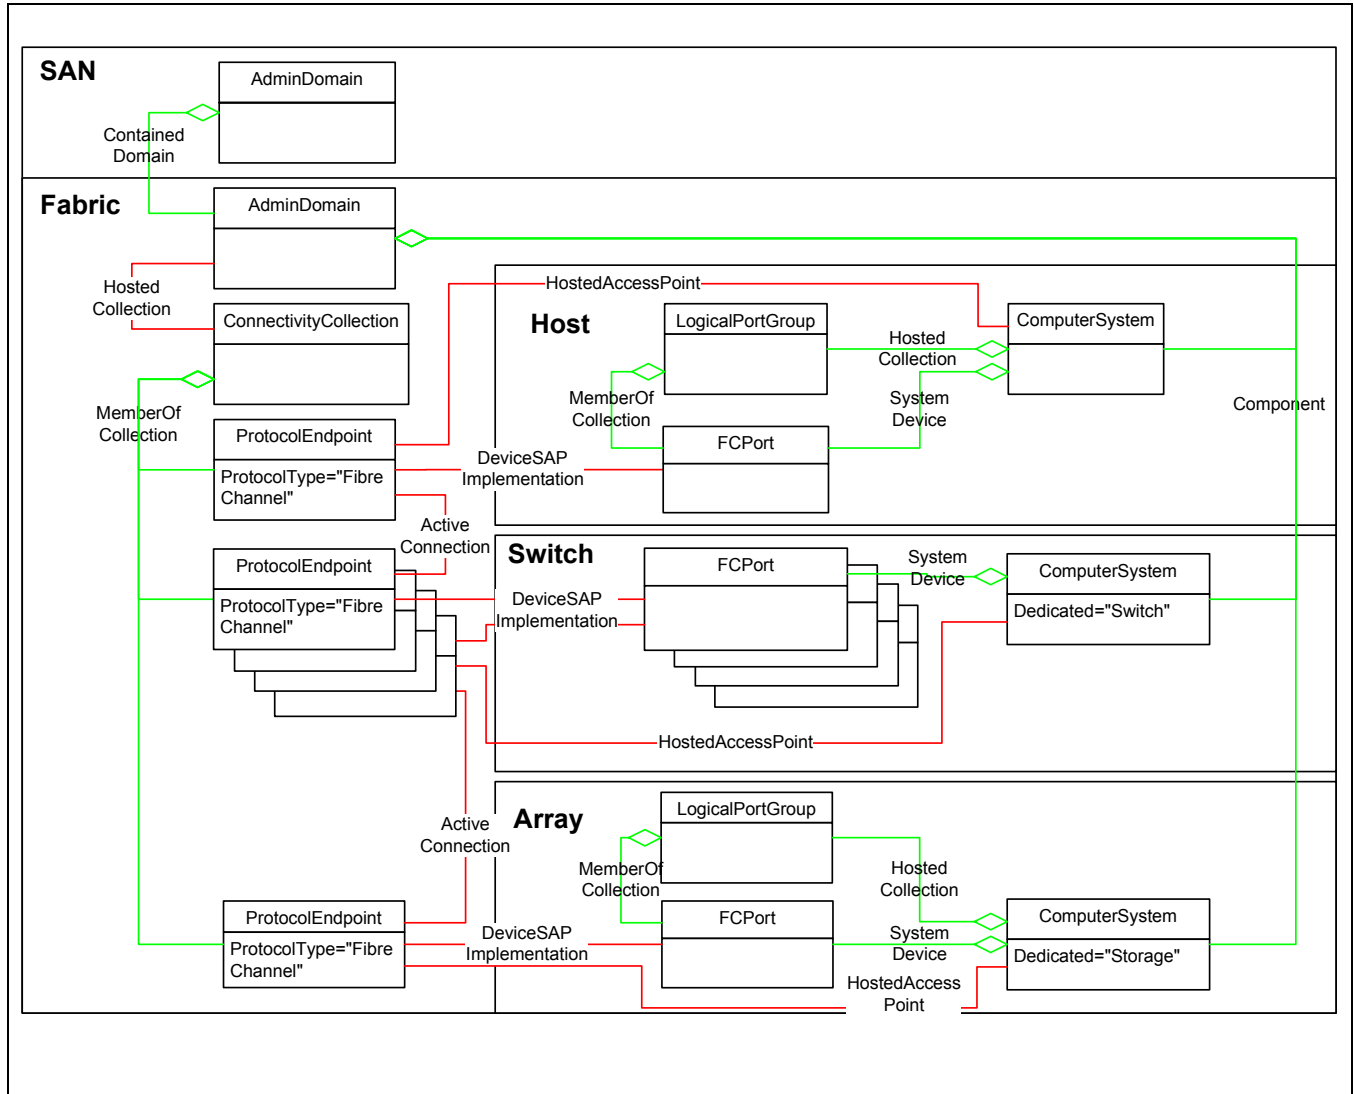 SAN
AdminDomain
Contained
Domain
Fabric
AdminDomain
Hosted
Collection
ConnectivityCollection
MemberOf
Collection
ProtocolEndpoint
ProtocolType="Fibre
Channel"
HostedAccessPoint
Host
LogicalPortGroup
Hosted
Collection
ComputerSystem
MemberOf
Collection
System
Device
Component
FCPort
DeviceSAP
Implementation
Active
Connection
ProtocolEndpoint
ProtocolType="Fibre
Channel"
Switch
FCPort
System
Device
ComputerSystem
Dedicated="Switch"
DeviceSAP
Implementation
HostedAccessPoint
Active
Connection
Array
LogicalPortGroup
MemberOf
Collection
Hosted
Collection
FCPort
System
Device
ComputerSystem
Dedicated="Storage"
ProtocolEndpoint
ProtocolType="Fibre
Channel"
DeviceSAP
Implementation
HostedAccess
Point